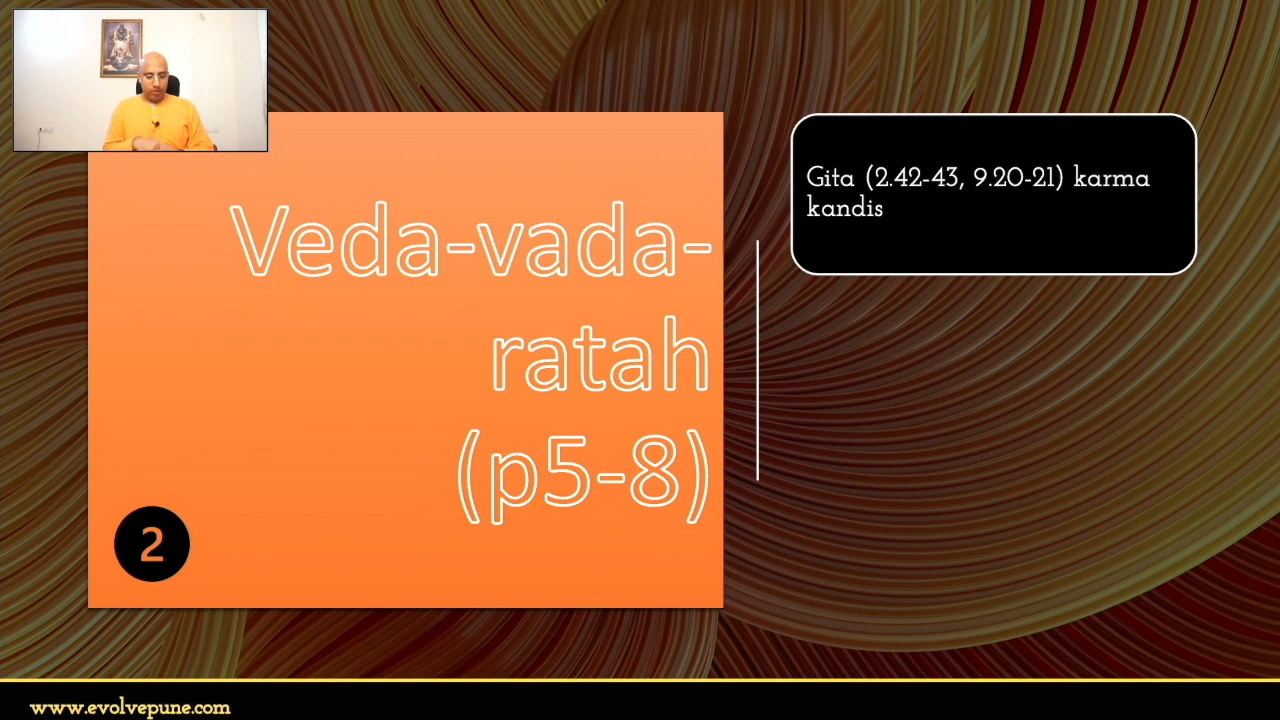 Veda-vada-
ratah
(p5-8)
2
Gita (2.42-43, 9.20-21) karma
kandis
www.evolvepune.com